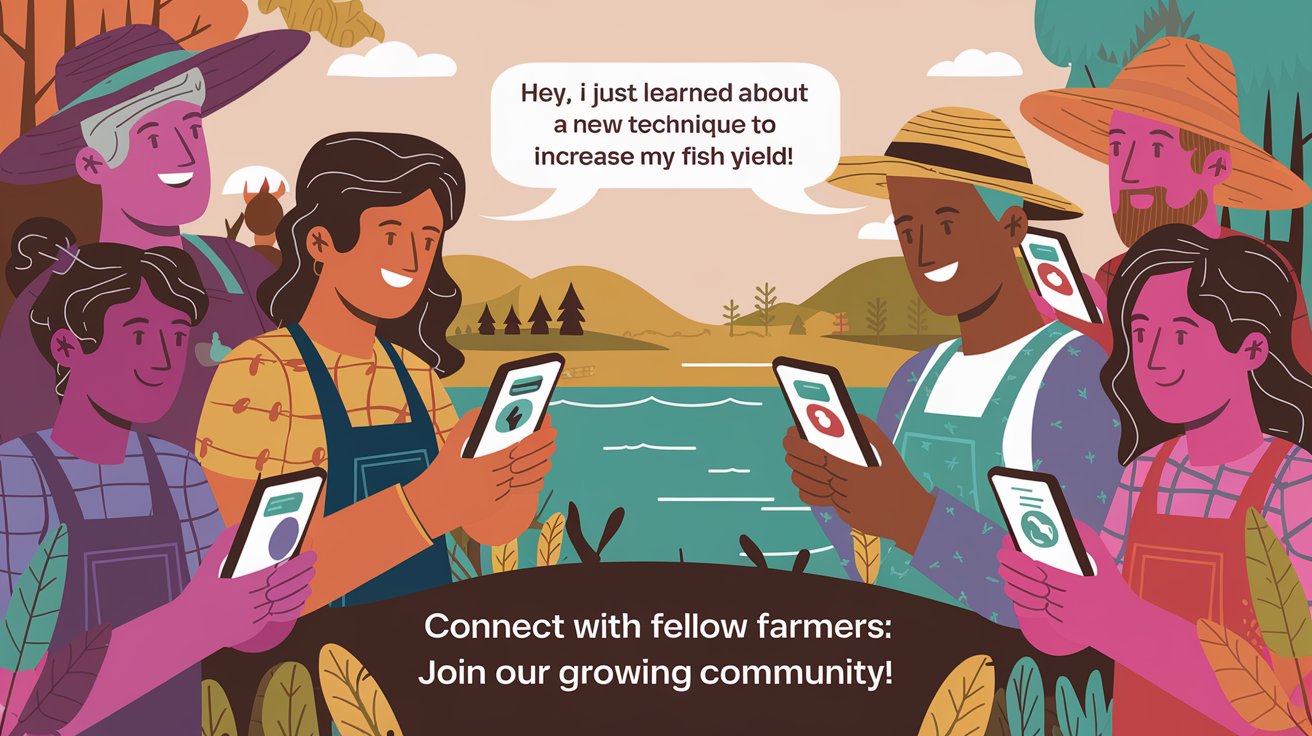 Hey, i just learned about
a new technique to
increase my fish yield!
Connect with fellow farmers:
Join our growing community!